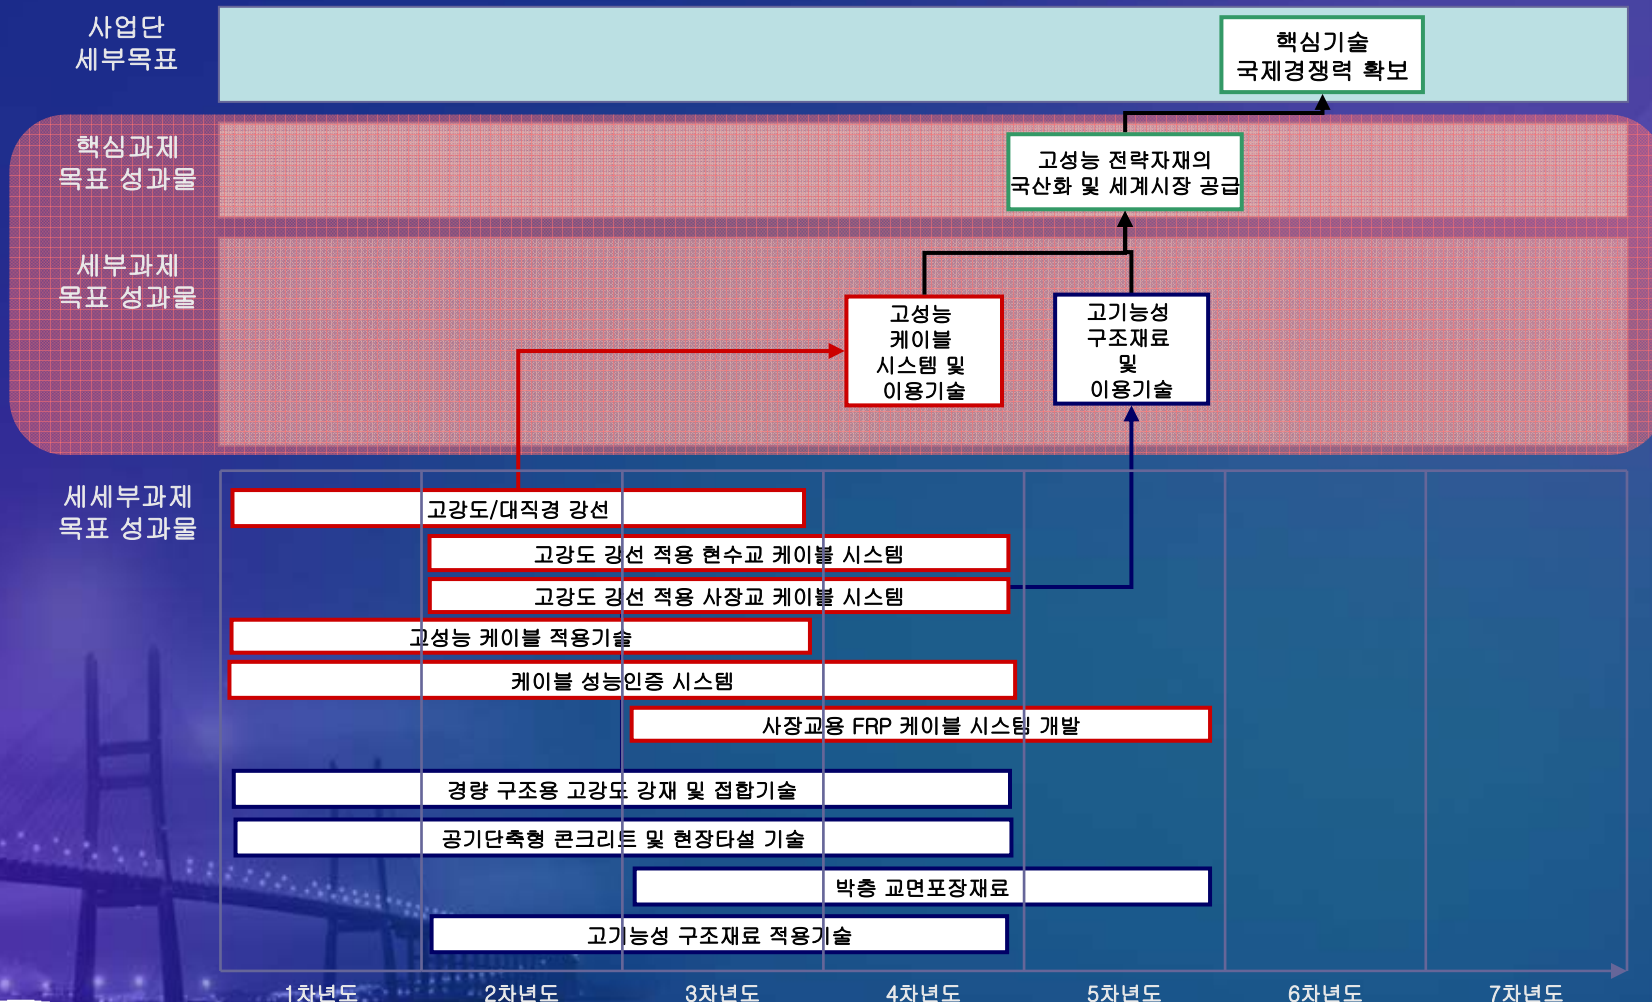 사업단
세부목표
핵심기술
국제경쟁력 확보
핵심과제
목표 성과물
고성능 전략자재의
국산화 및 세계시장 공급
세부과제
목표 성과물
고성능
케이블
시스템 및
이용기술
고기능성
구조재료
및
이용기술
세세부과제
목표 성과물
고강도/대직경 강선
고강도 강선 적용 현수교 케이블 시스템
고강도 강선 적용 사장교 케이블 시스템
고성능 케이블 적용기술
케이블 성능인증 시스템
사장교용 FRP 케이블 시스템 개발
경량 구조용 고강도 강재 및 접합기술
공기단축형 콘크리트 및 현장타설 기술
박층 교면포장재료
고기능성 구조재료 적용기술
1차년도 2차년도 3차년도 4차년도 5차년도 6차년도 7차년도